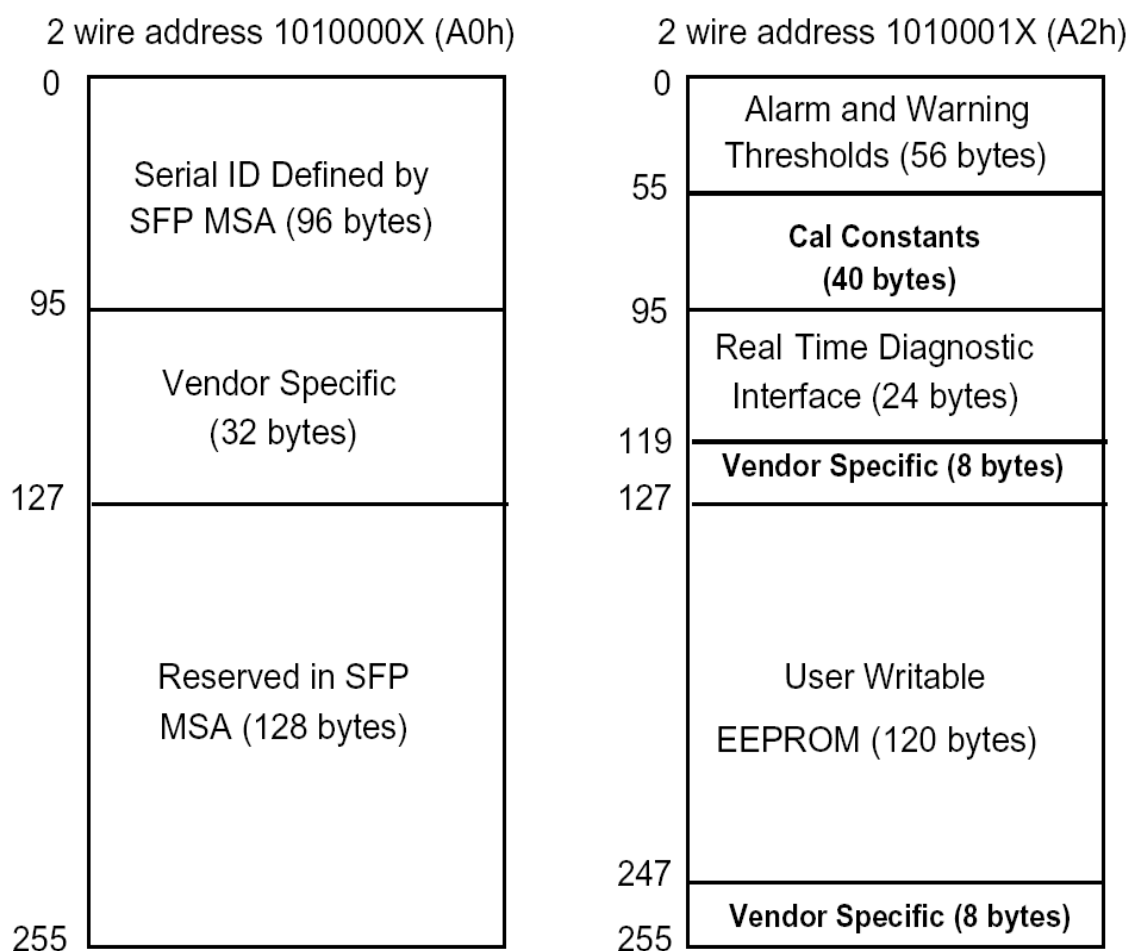 2 wire address 1010000X (A0h)
0
Serial ID Defined by
SFP MSA (96 bytes)
95
Vendor Specific
(32 bytes)
127
Reserved in SFP
MSA (128 bytes)
255
2 wire address 1010001X (A2h)
0
Alarm and Warning
Thresholds (56 bytes)
55
Cal Constants
(40 bytes)
95
Real Time Diagnostic
Interface (24 bytes)
119
Vendor Specific (8 bytes)
127
User Writable
EEPROM (120 bytes)
247
Vendor Specific (8 bytes)
255